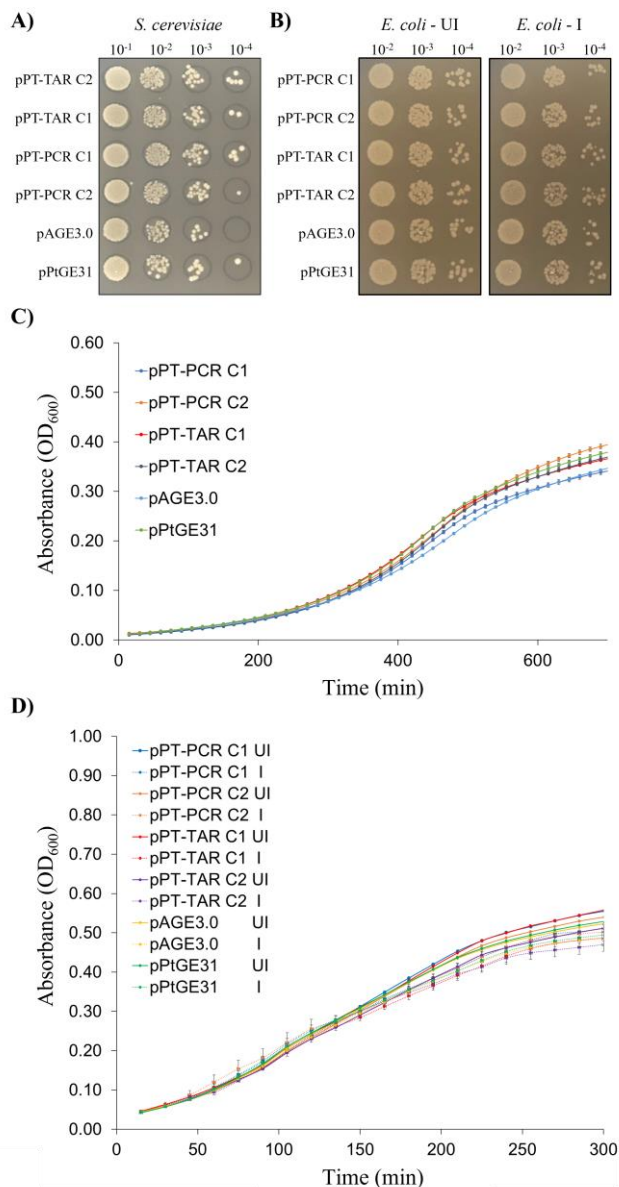 A) S. cerevisiae
10-1 10-2 10-3 10-4
pPT-TAR C2
pPT-TAR C1
pPT-PCR C1
pPT-PCR C2
pAGE3.0
pPtGE31
B) E. coli - UI E. coli - I
10-2 10-3 10-4 10-2 10-3 10-4
pPT-PCR C1
pPT-PCR C2
pPT-TAR C1
pPT-TAR C2
pAGE3.0
pPtGE31
C)
Absorbance (OD600)
0.60
0.50
0.40
0.30
0.20
0.10
0.00
pPT-PCR C1
pPT-PCR C2
pPT-TAR C1
pPT-TAR C2
pAGE3.0
pPtGE31
0 200 400 600
Time (min)
D)
Absorbance (OD600)
1.00
0.90
0.80
0.70
0.60
0.50
0.40
0.30
0.20
0.10
0.00
pPT-PCR C1 UI
pPT-PCR C1 I
pPT-PCR C2 UI
pPT-PCR C2 I
pPT-TAR C1 UI
pPT-TAR C1 I
pPT-TAR C2 UI
pPT-TAR C2 I
pAGE3.0 UI
pAGE3.0 I
pPtGE31 UI
pPtGE31 I
0 50 100 150 200 250 300
Time (min)